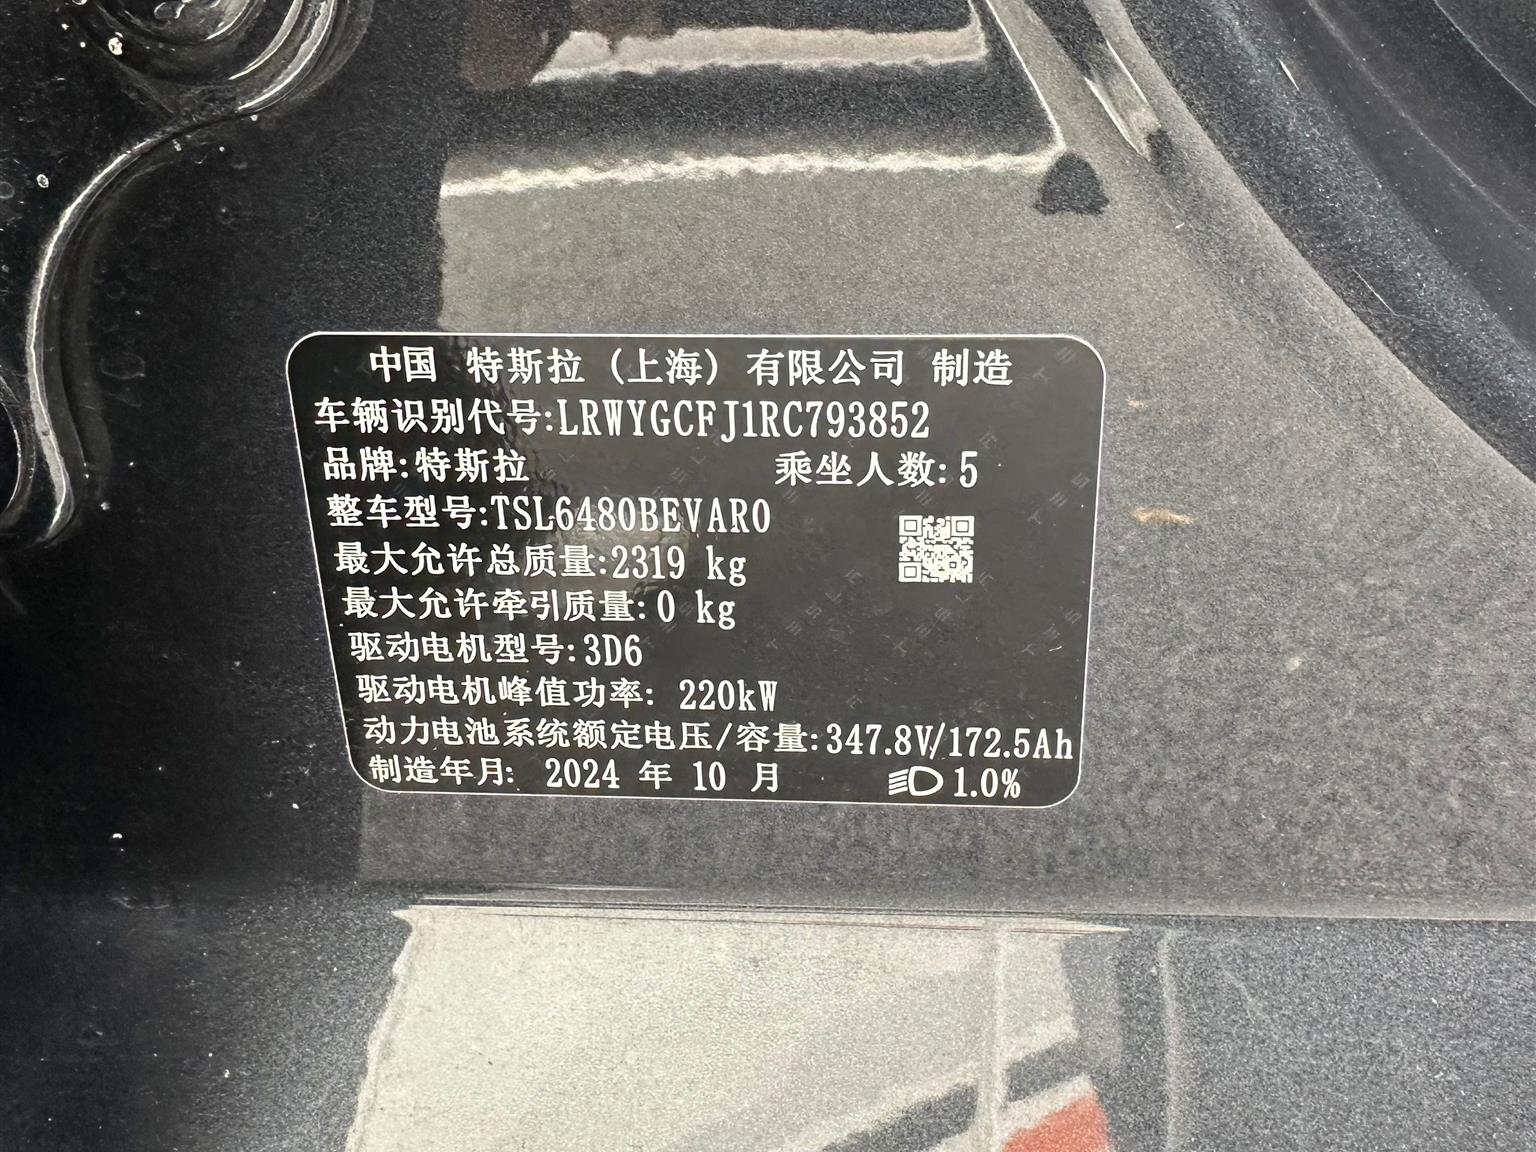 中国 特斯拉 (上海) 有限公司 制造
车辆识别代号:LRWYGCFJ1RC793852
品牌:特斯拉 乘坐人数:5
整车型号:TSL6480BEVAR0
最大允许总质量:2319 kg
最大允许牵引质量:0 kg
驱动电机型号:3D6
驱动电机峰值功率: 220kW
动力电池系统额定电压/容量:347.8V/172.5Ah
制造年月: 2024 年 10 月 1.0%